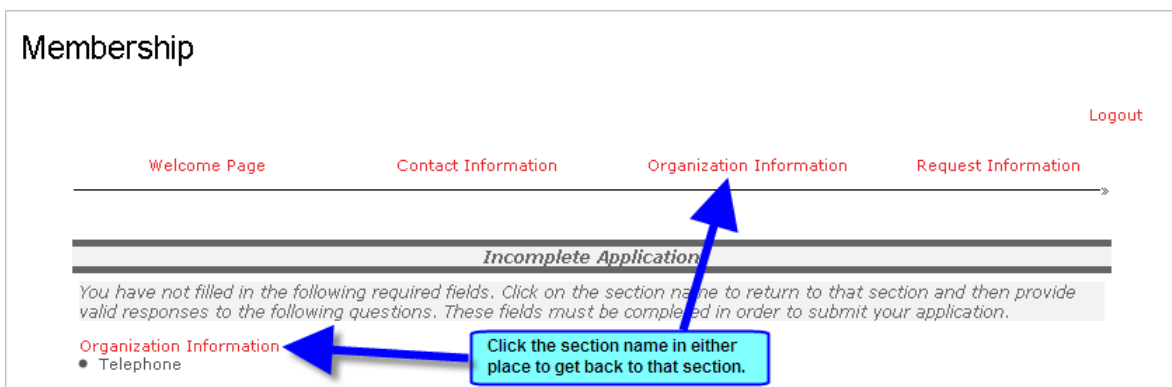 Membership
Logout
Welcome Page Contact Information Organization Information Request Information
Incomplete Application
You have not filled in the following required fields. Click on the section name to return to that section and then provide
valid responses to the following questions. These fields must be completed in order to submit your application.
Organization Information
Telephone
Click the section name in either
place to get back to that section.